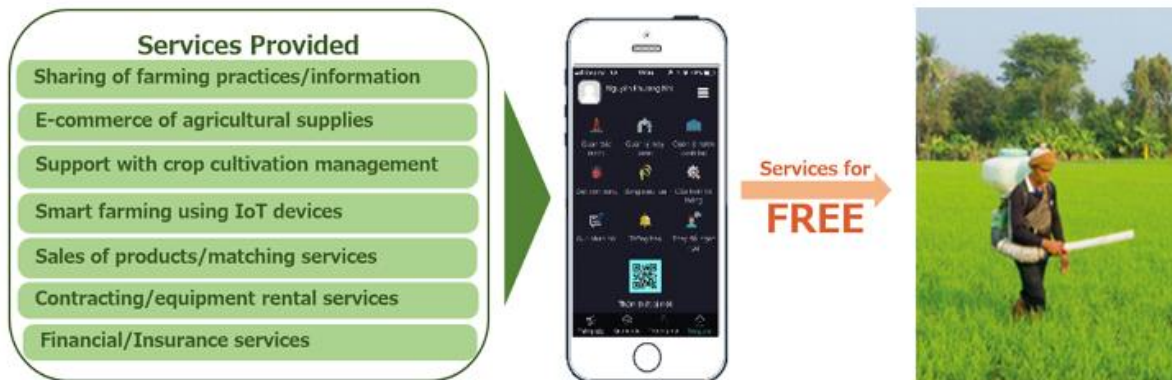 Services Provided
Sharing of farming practices/information
E-commerce of agricultural supplies
Support with crop cultivation management
Smart farming using IoT devices
Sales of products/matching services
Contracting/equipment rental services
Financial/Insurance services
Services for
FREE